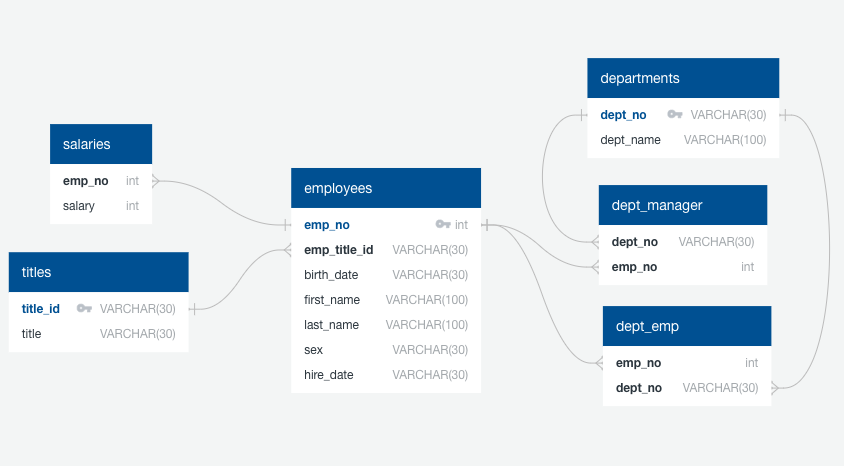 salaries
emp_no int
salary int
titles
title_id VARCHAR(30)
title VARCHAR(30)
employees
emp_no int
emp_title_id VARCHAR(30)
birth_date VARCHAR(30)
first_name VARCHAR(100)
last_name VARCHAR(100)
sex VARCHAR(30)
hire_date VARCHAR(30)
departments
dept_no VARCHAR(30)
dept_name VARCHAR(100)
dept_manager
dept_no VARCHAR(30)
emp_no int
dept_emp
emp_no int
dept_no VARCHAR(30)